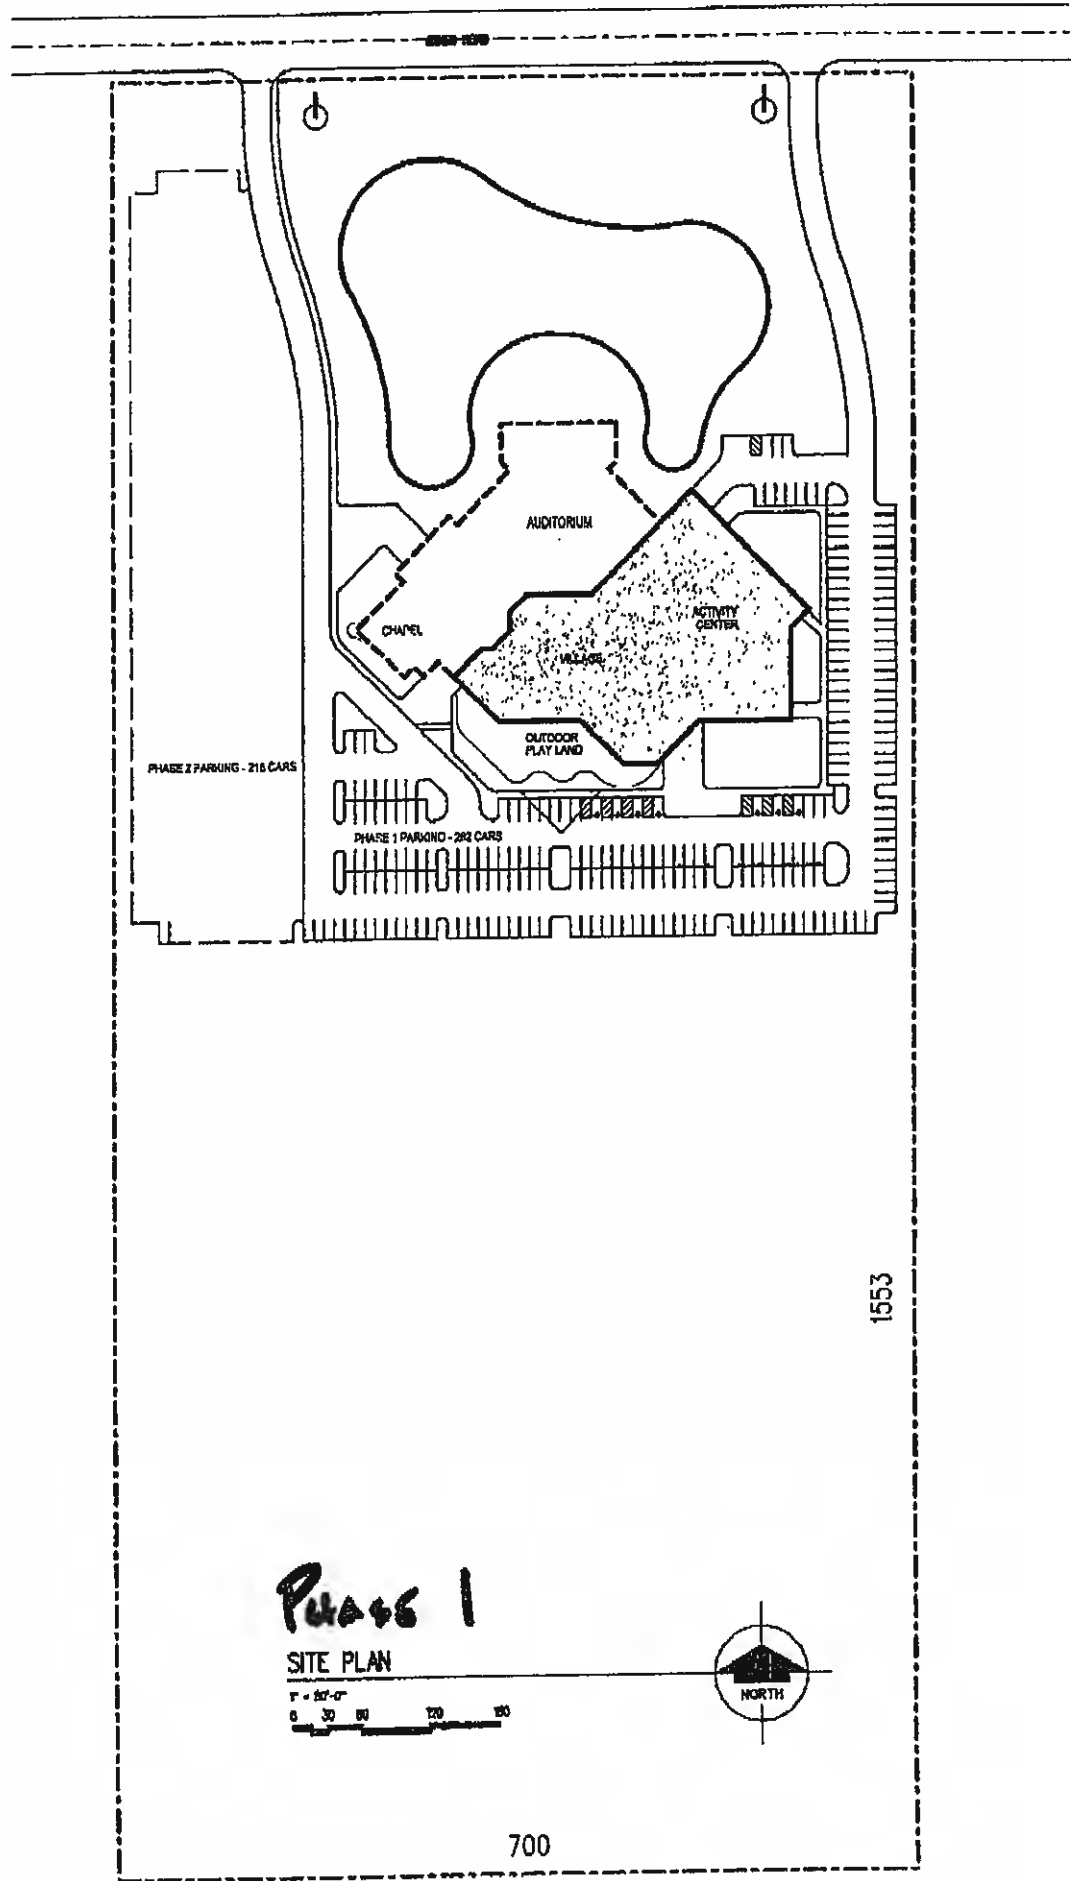 AUDITORIUM
ACTIVITY
CENTER
CHAPEL
VILLAGE
OUTDOOR
PLAY LAND
PHASE 2 PARKING - 218 CARS
PHASE 1 PARKING - 282 CARS
1553
PHASE 1
SITE PLAN
0 30 60 120 180
NORTH
700